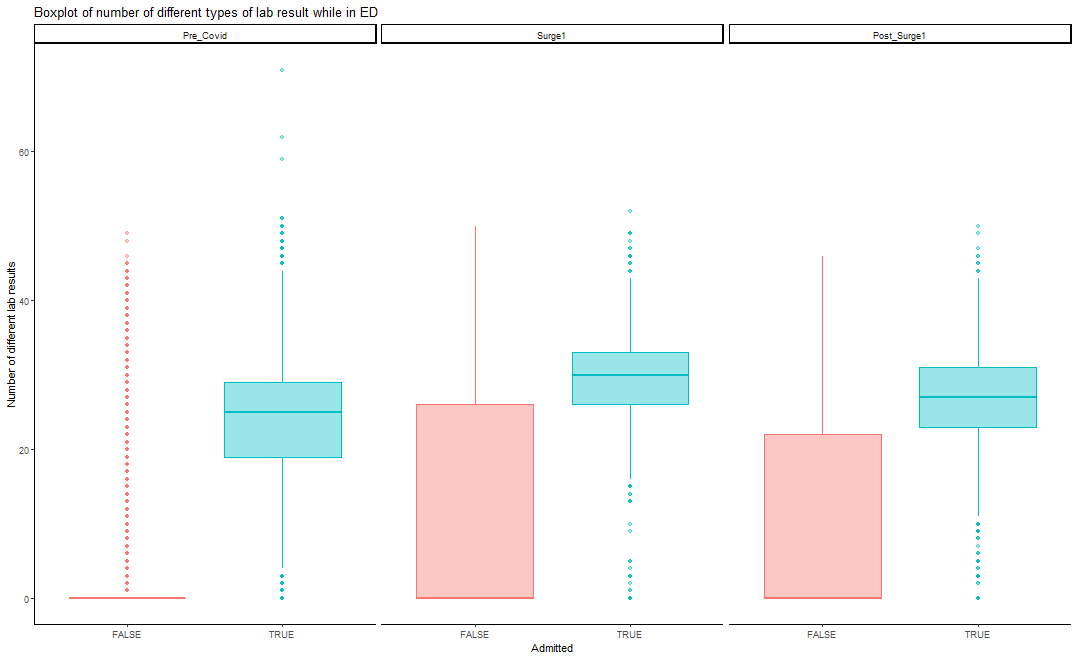 Boxplot of number of different types of lab result while in ED
Pre_Covid
Surge1
Post_Surge1
Number of different lab results
60
40
20
0
FALSE
TRUE
FALSE
TRUE
FALSE
TRUE
Admitted